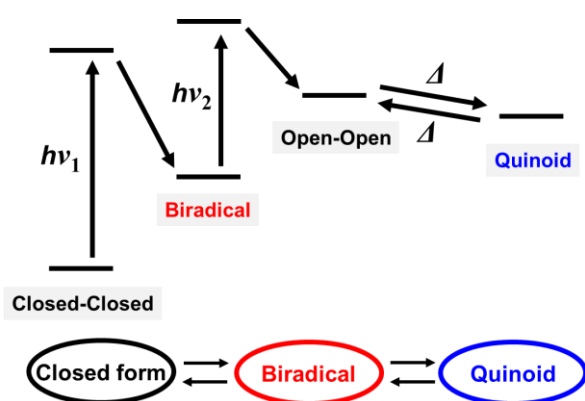 hν₂
Δ
hν₁
Open-Open
Δ
Quinoid
Biradical
Closed-Closed
Closed form
Biradical
Quinoid